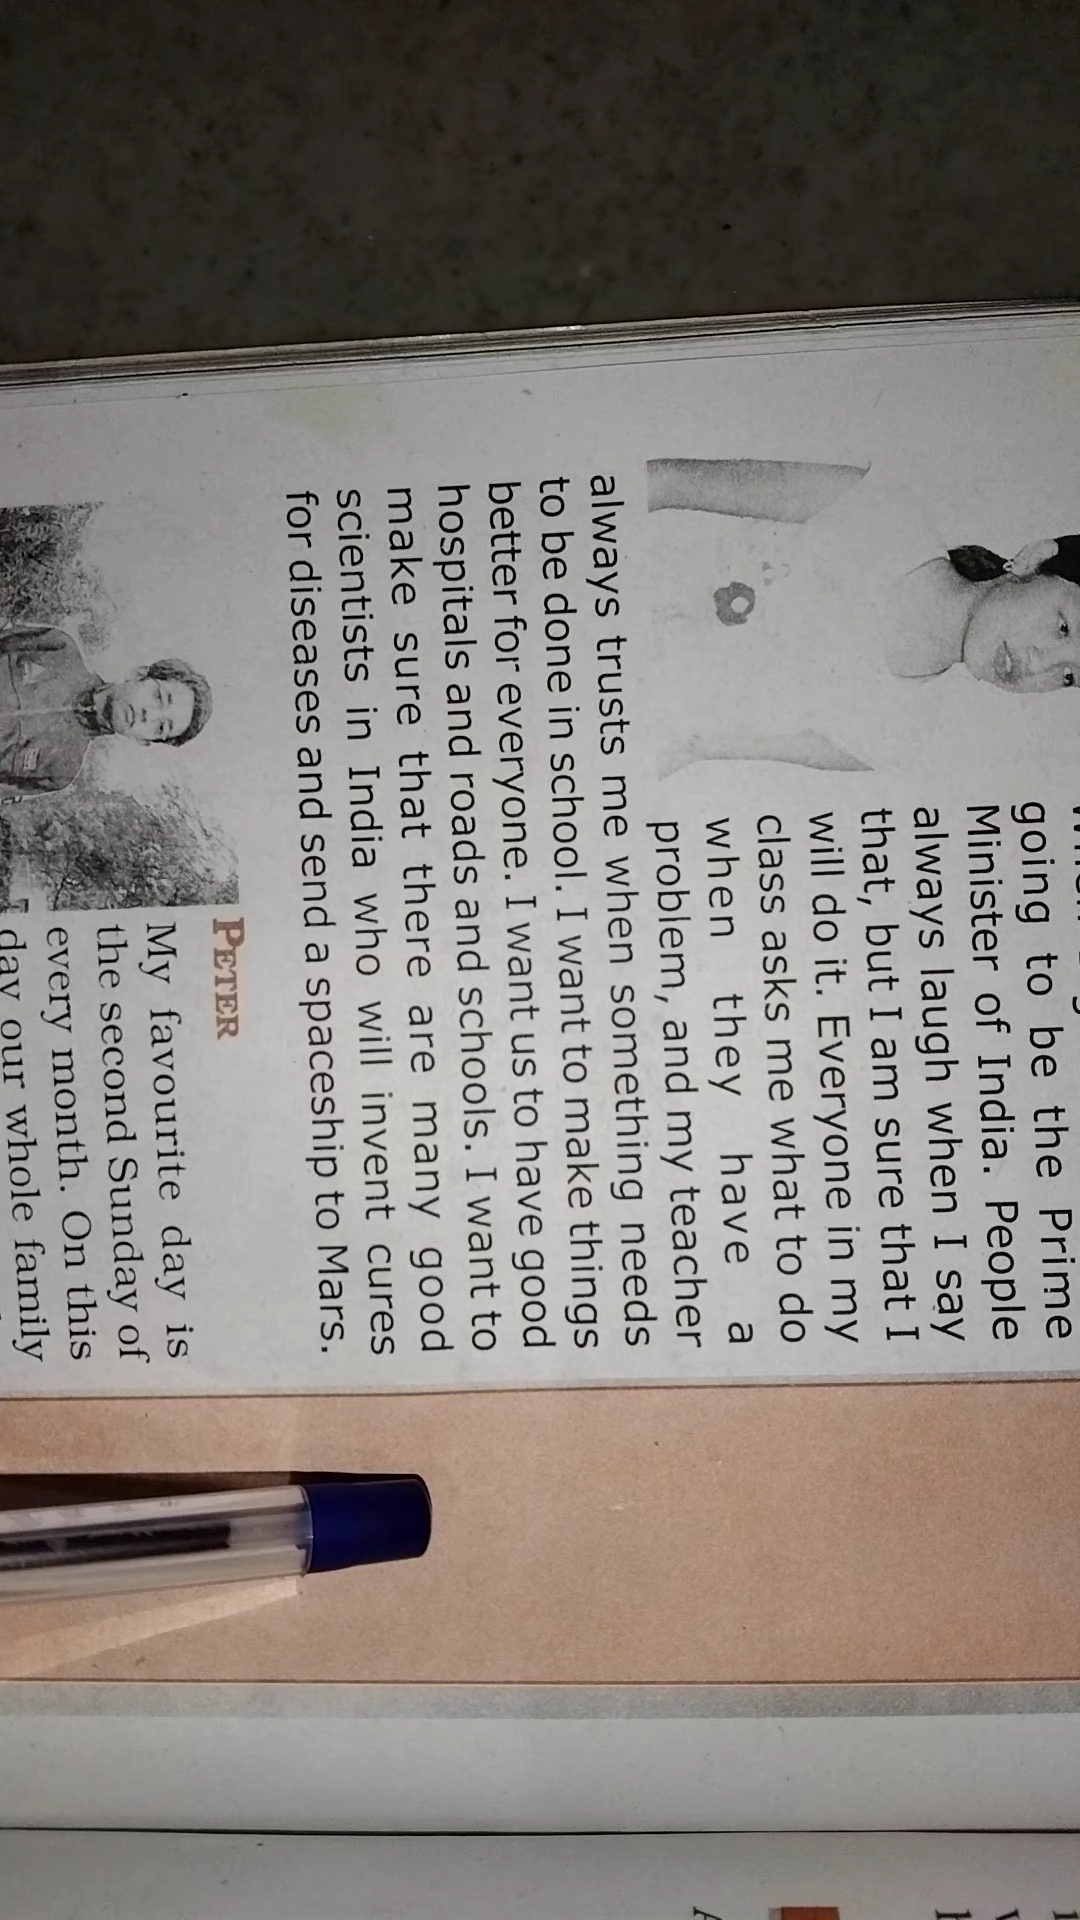 going to be the Prime
Minister of India. People
always laugh when I say
that, but I am sure that I
will do it. Everyone in my
class asks me what to do
when they have a
problem, and my teacher
always trusts me when something needs
to be done in school. I want to make things
better for everyone. I want us to have good
hospitals and roads and schools. I want to
make sure that there are many good
scientists in India who will invent cures
for diseases and send a spaceship to Mars.
PETER
My favourite day is
the second Sunday of
every month. On this
day our whole family